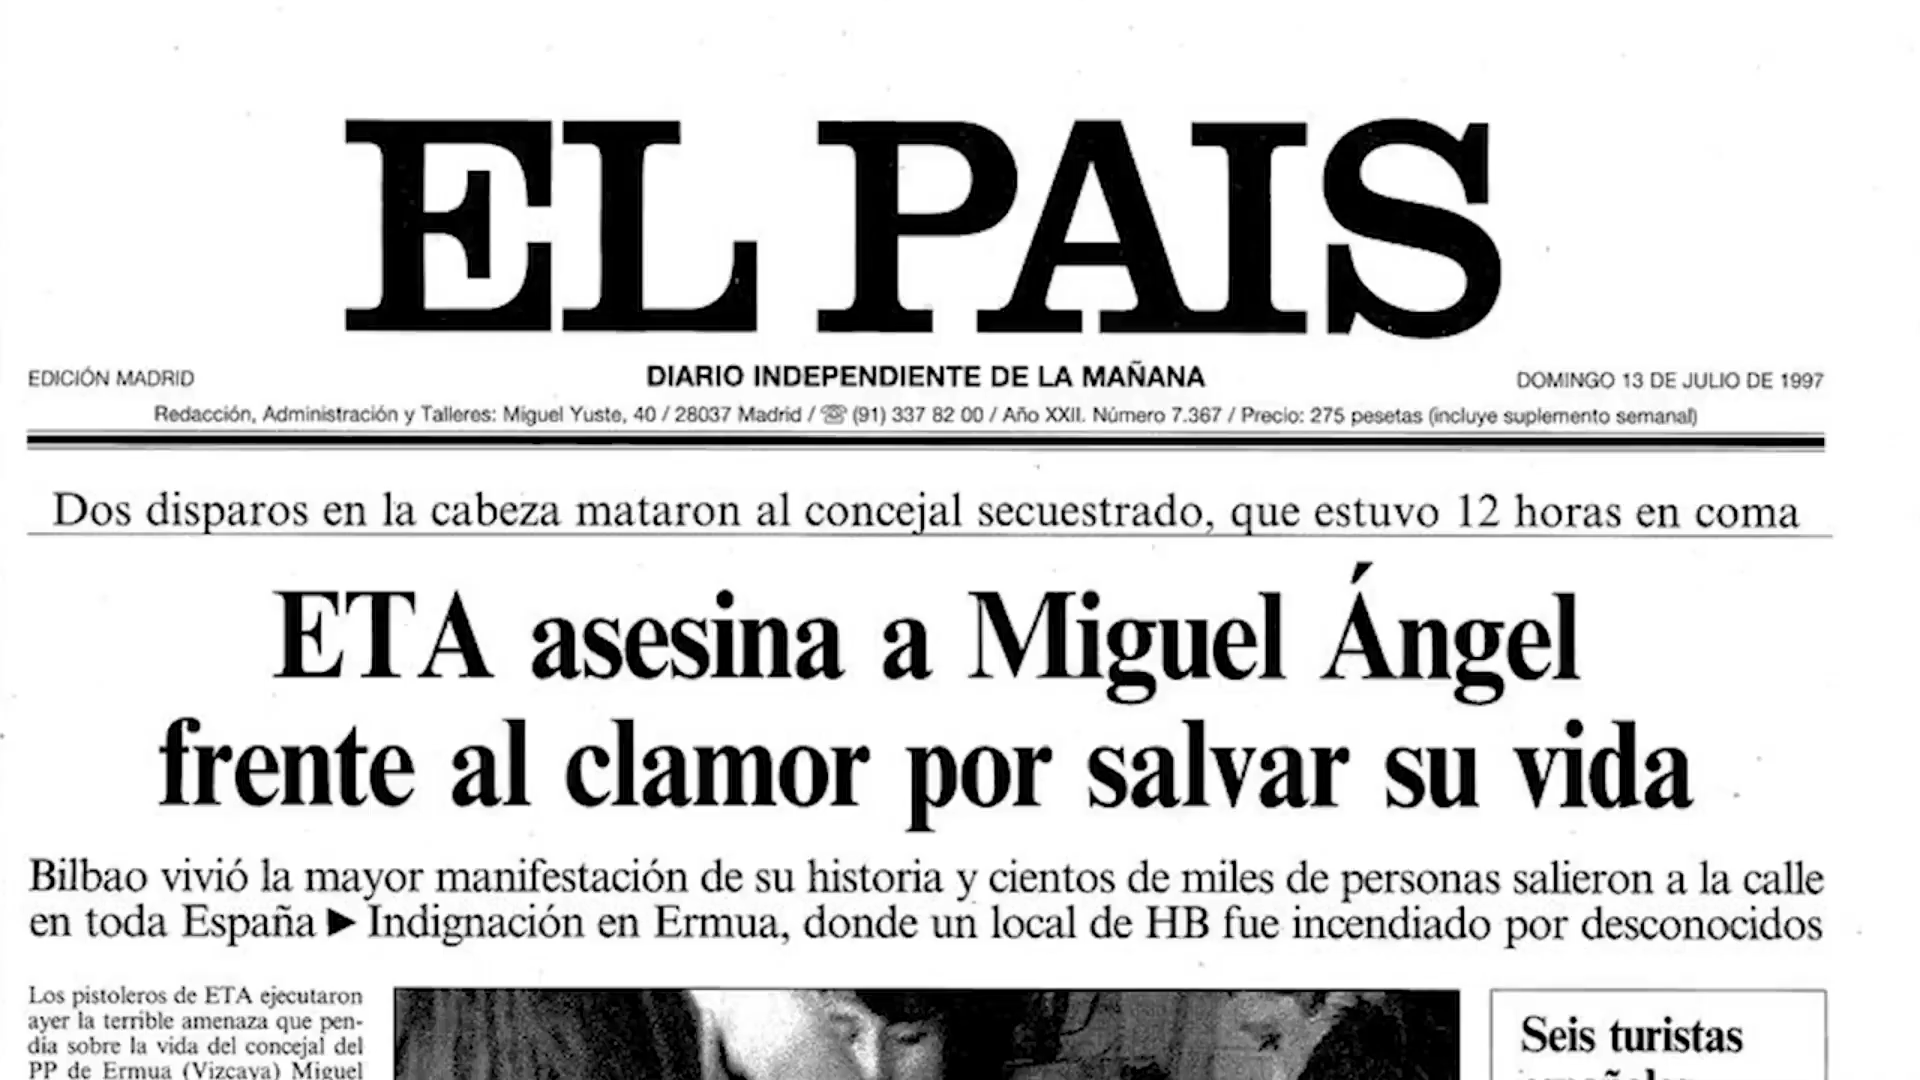 EL PAIS
EDICIÓN MADRID
DIARIO INDEPENDIENTE DE LA MAÑANA
DOMINGO 13 DE JULIO DE 1997
Redacción, Administración y Talleres: Miguel Yuste, 40 / 28037 Madrid / ☏ (91) 337 82 00 / Año XXII. Número 7.367 / Precio: 275 pesetas (incluye suplemento semanal)
Dos disparos en la cabeza mataron al concejal secuestrado, que estuvo 12 horas en coma
ETA asesina a Miguel Ángel
frente al clamor por salvar su vida
Bilbao vivió la mayor manifestación de su historia y cientos de miles de personas salieron a la calle
en toda España ▶ Indignación en Ermua, donde un local de HB fue incendiado por desconocidos
Los pistoleros de ETA ejecutaron
ayer la terrible amenaza que pen-
día sobre la vida del concejal del
PP de Ermua (Vizcaya) Miguel
Seis turistas